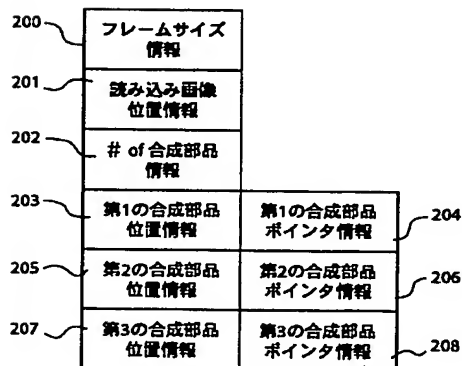 200
フレームサイズ
情報
201
読み込み画像
位置情報
202
# of 合成部品
情報
203
第1の合成部品
位置情報
第1の合成部品
ポインタ情報
204
205
第2の合成部品
位置情報
第2の合成部品
ポインタ情報
206
207
第3の合成部品
位置情報
第3の合成部品
ポインタ情報
208